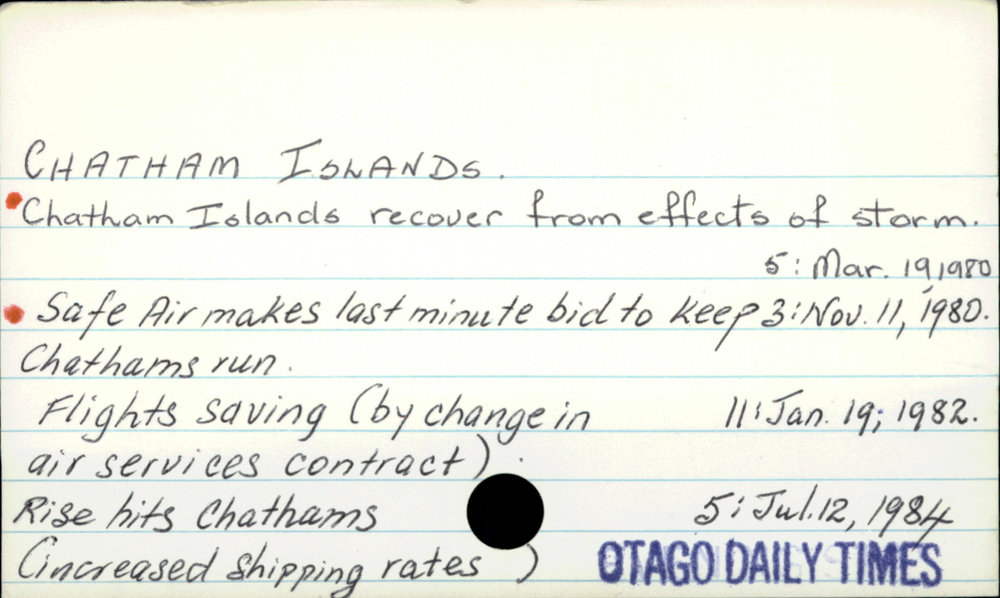 CHATHAM ISLANDS.
Chatham Islands recover from effects of storm.
5: Mar. 19, 1980
Safe Air makes last minute bid to keep 3: Nov. 11, 1980.
Chathams run.
Flights saving (by change in 11: Jan. 19; 1982.
air services contract).
Rise hits Chathams 5: Jul. 12, 1984
(increased shipping rates )
OTAGO DAILY TIMES